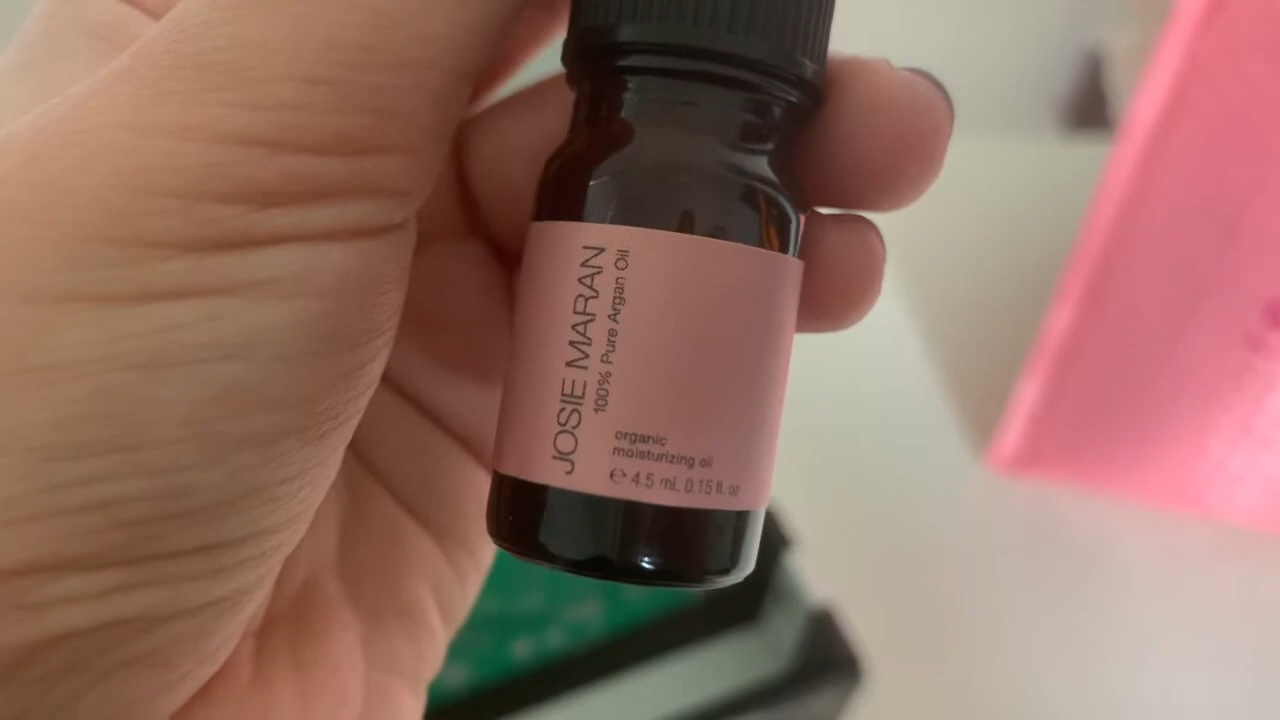 JOSIE MARAN
100% Pure Argan Oil
organic
moisturizing oil
℮ 4.5 mL 0.15 fl. oz